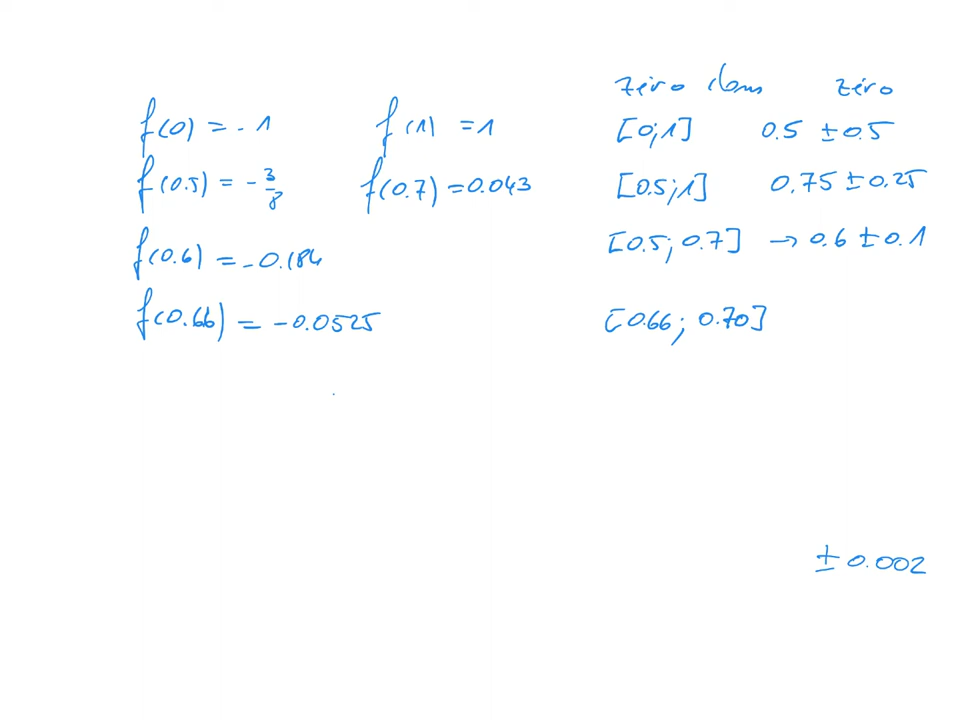 zéro dans zéro
f(0) = -1 f(1) = 1 [0;1] 0.5 ± 0.5
f(0.5) = -3/8 f(0.7) = 0.043 [0.5;1] 0.75 ± 0.25
f(0.6) = -0.184 [0.5; 0.7] → 0.6 ± 0.1
f(0.66) = -0.0525 [0.66; 0.70]
± 0.002